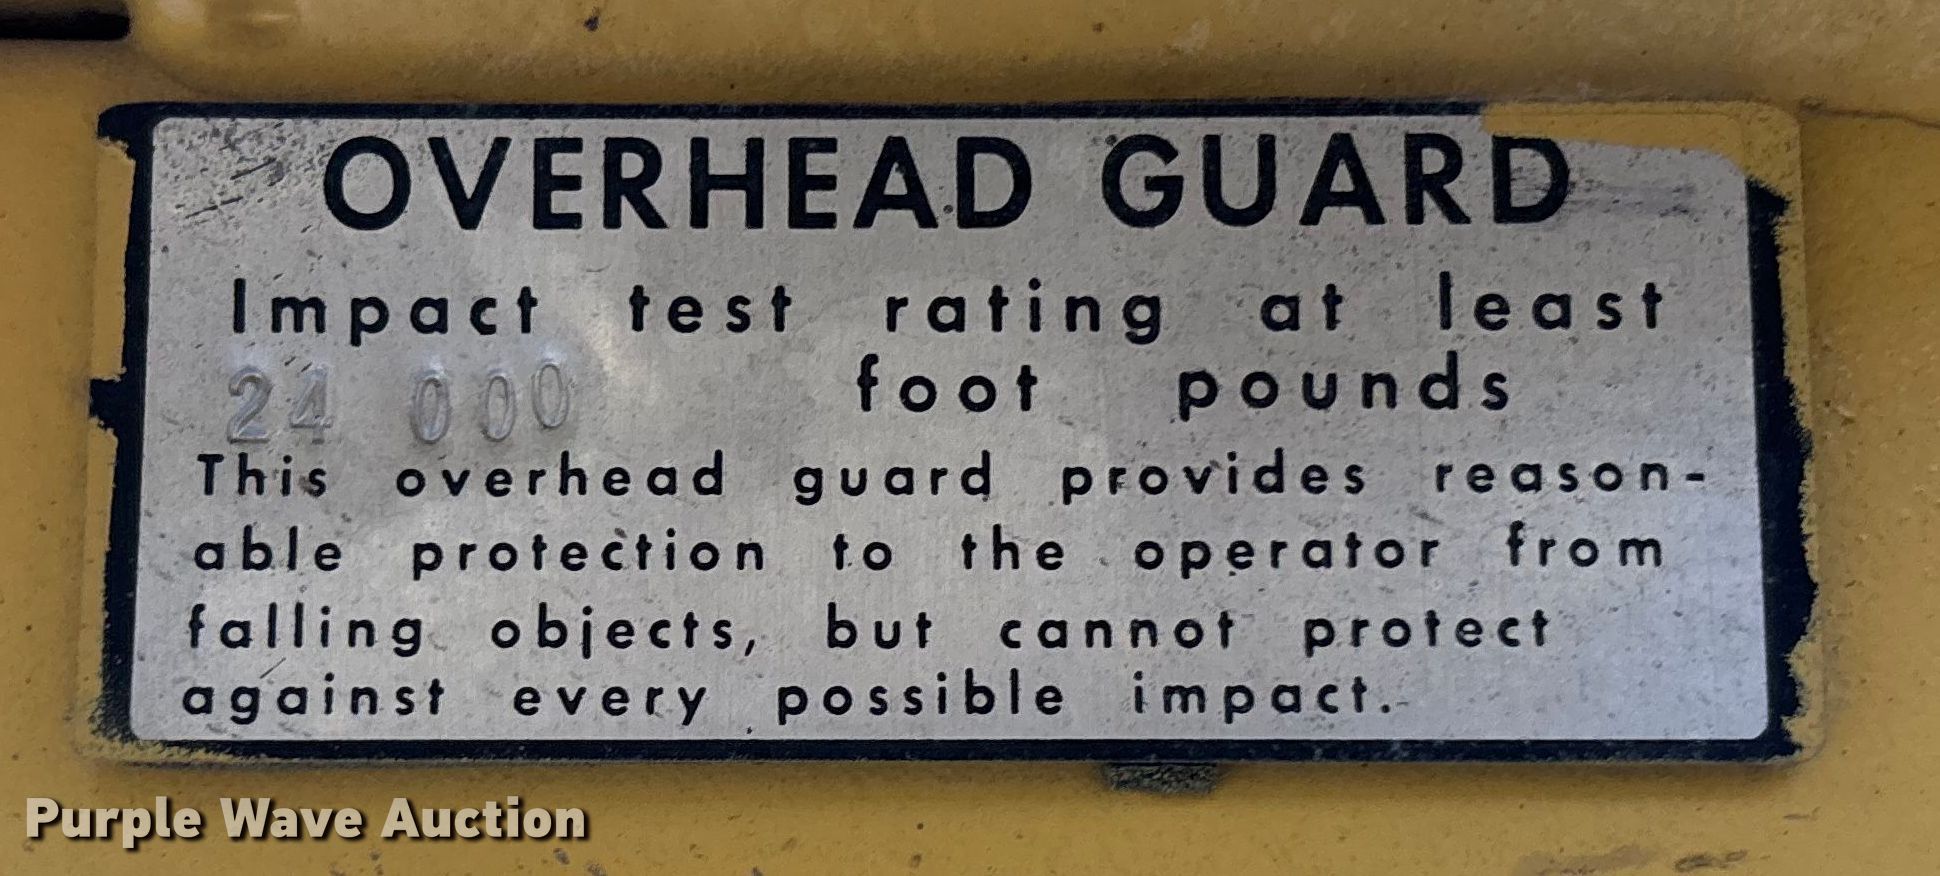 OVERHEAD GUARD
Impact test rating at least
24 000 foot pounds
This overhead guard provides reason-
able protection to the operator from
falling objects, but cannot protect
against every possible impact.
Purple Wave Auction